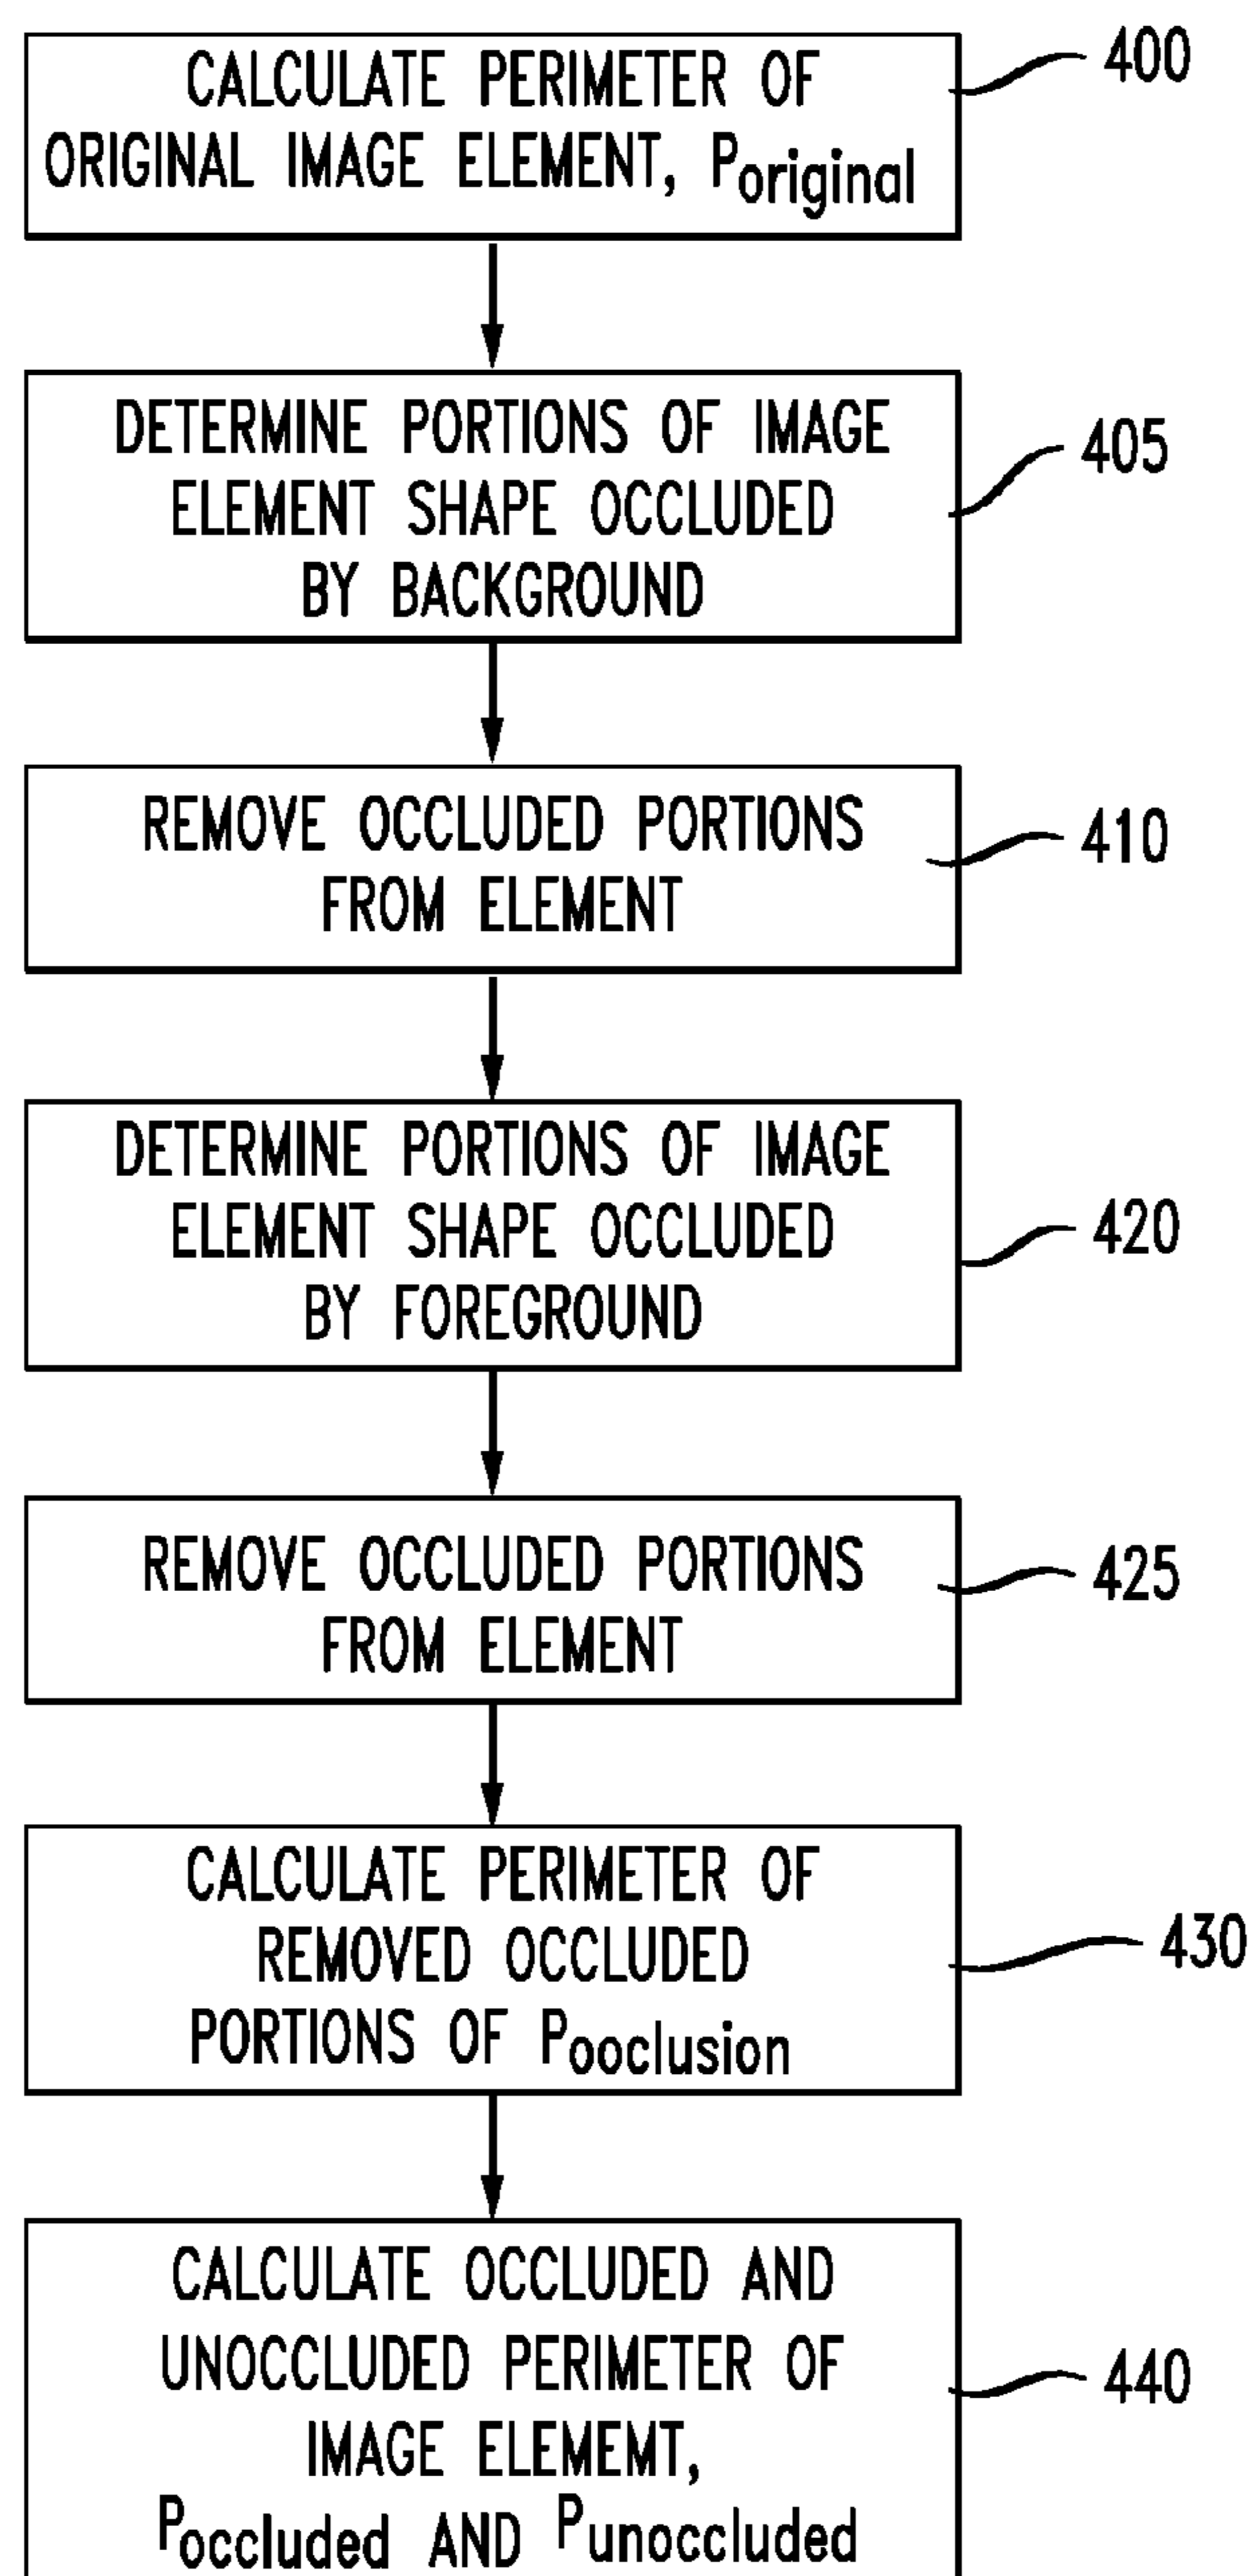 CALCULATE PERIMETER OF
ORIGINAL IMAGE ELEMENT, Poriginal
400
DETERMINE PORTIONS OF IMAGE
ELEMENT SHAPE OCCLUDED
BY BACKGROUND
405
REMOVE OCCLUDED PORTIONS
FROM ELEMENT
410
DETERMINE PORTIONS OF IMAGE
ELEMENT SHAPE OCCLUDED
BY FOREGROUND
420
REMOVE OCCLUDED PORTIONS
FROM ELEMENT
425
CALCULATE PERIMETER OF
REMOVED OCCLUDED
PORTIONS OF Pooclusion
430
CALCULATE OCCLUDED AND
UNOCCLUDED PERIMETER OF
IMAGE ELEMEMT,
Poccluded AND Punoccluded
440